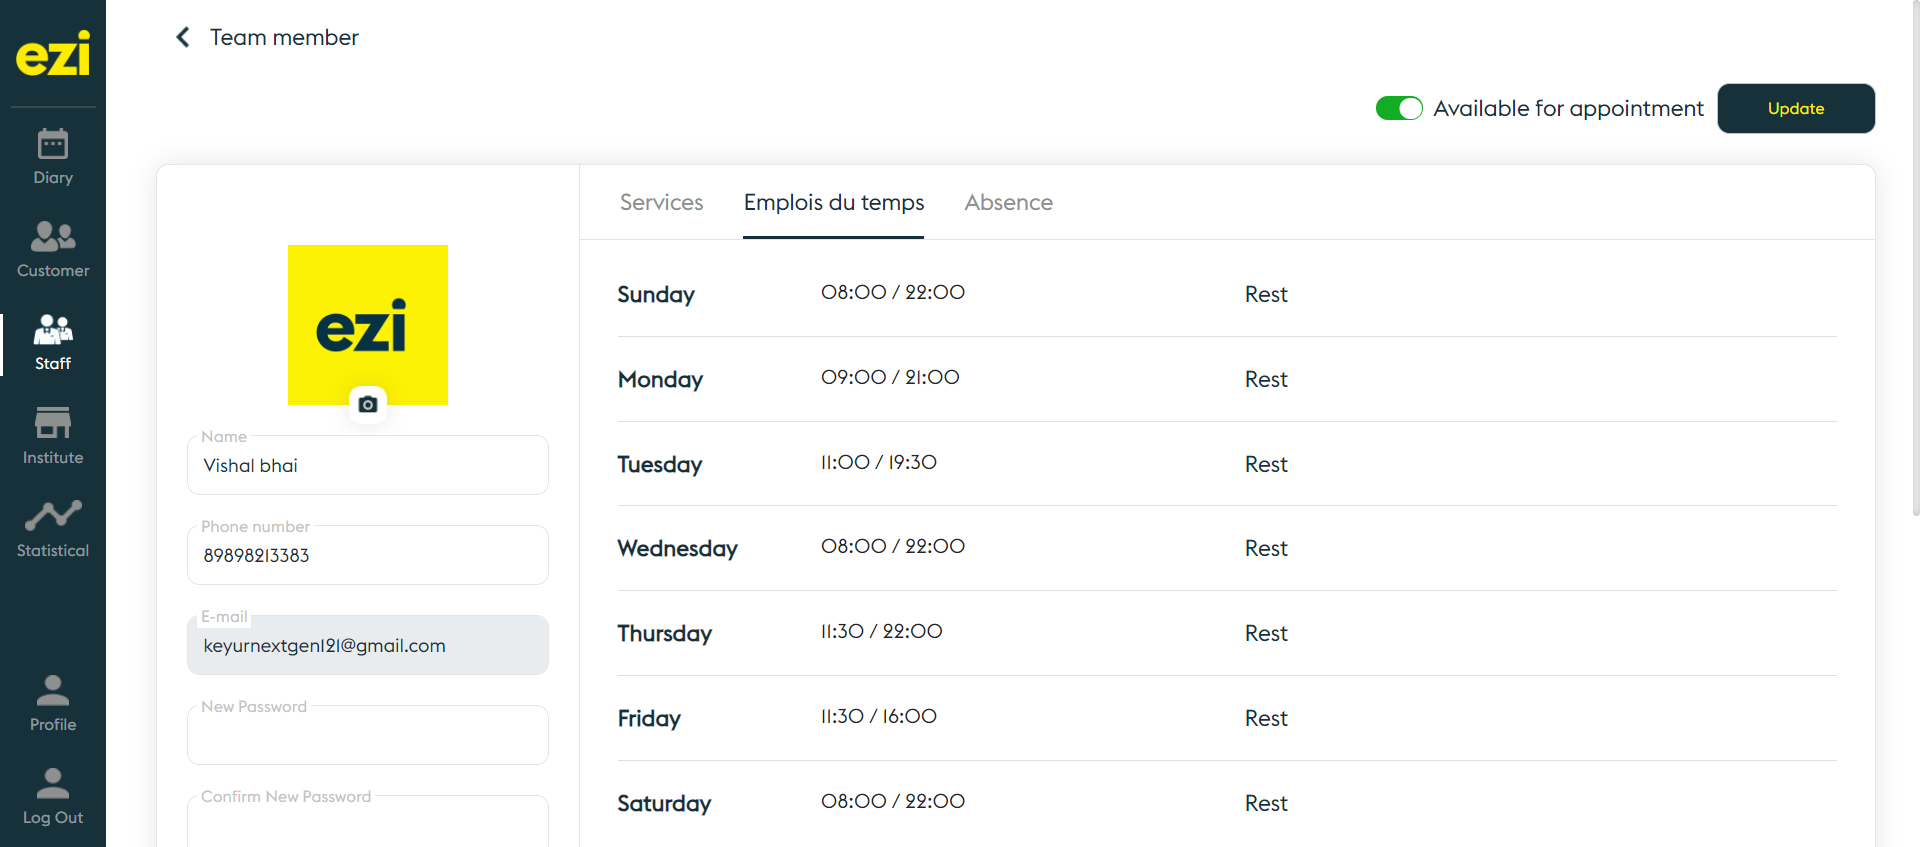 ezi
Team member
Available for appointment
Update
Diary
Customer
Staff
Institute
Statistical
Profile
Log Out
ezi
Name
Vishal bhai
Phone number
89898213383
E-mail
keyurnextgen121@gmail.com
New Password
Confirm New Password
Services Emplois du temps Absence
Sunday 08:00 / 22:00 Rest
Monday 09:00 / 21:00 Rest
Tuesday 11:00 / 19:30 Rest
Wednesday 08:00 / 22:00 Rest
Thursday 11:30 / 22:00 Rest
Friday 11:30 / 16:00 Rest
Saturday 08:00 / 22:00 Rest